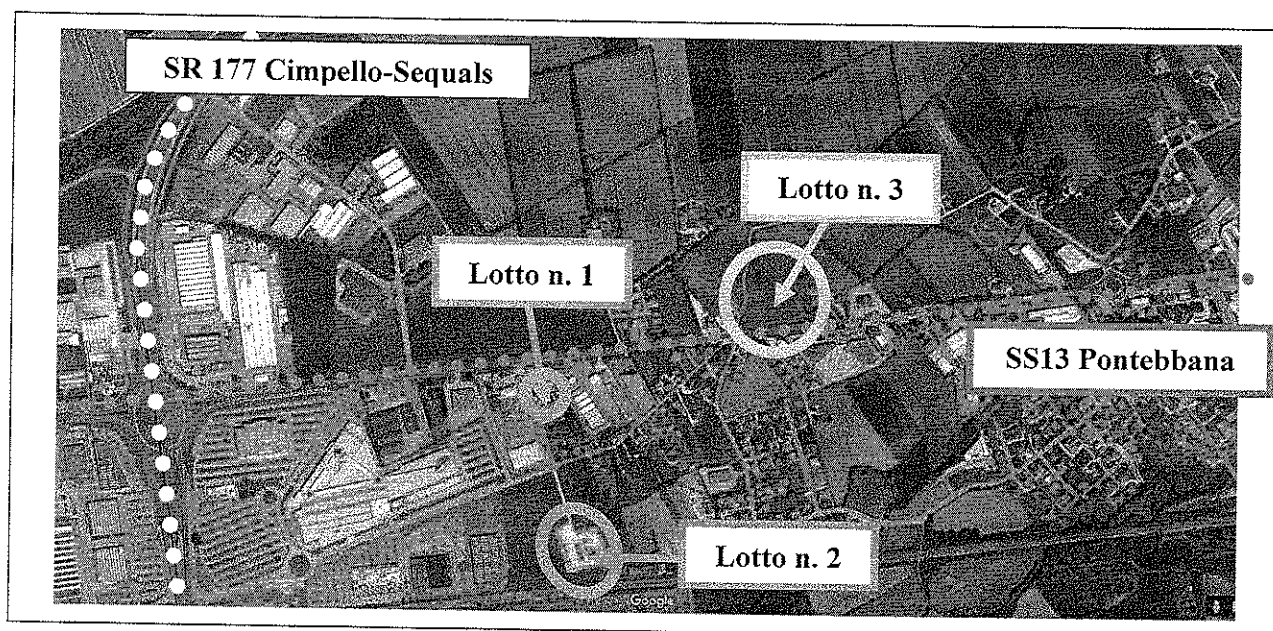 SR 177 Cimpello-Sequals
Lotto n. 3
Lotto n. 1
SS13 Pontebbana
Lotto n. 2
Google